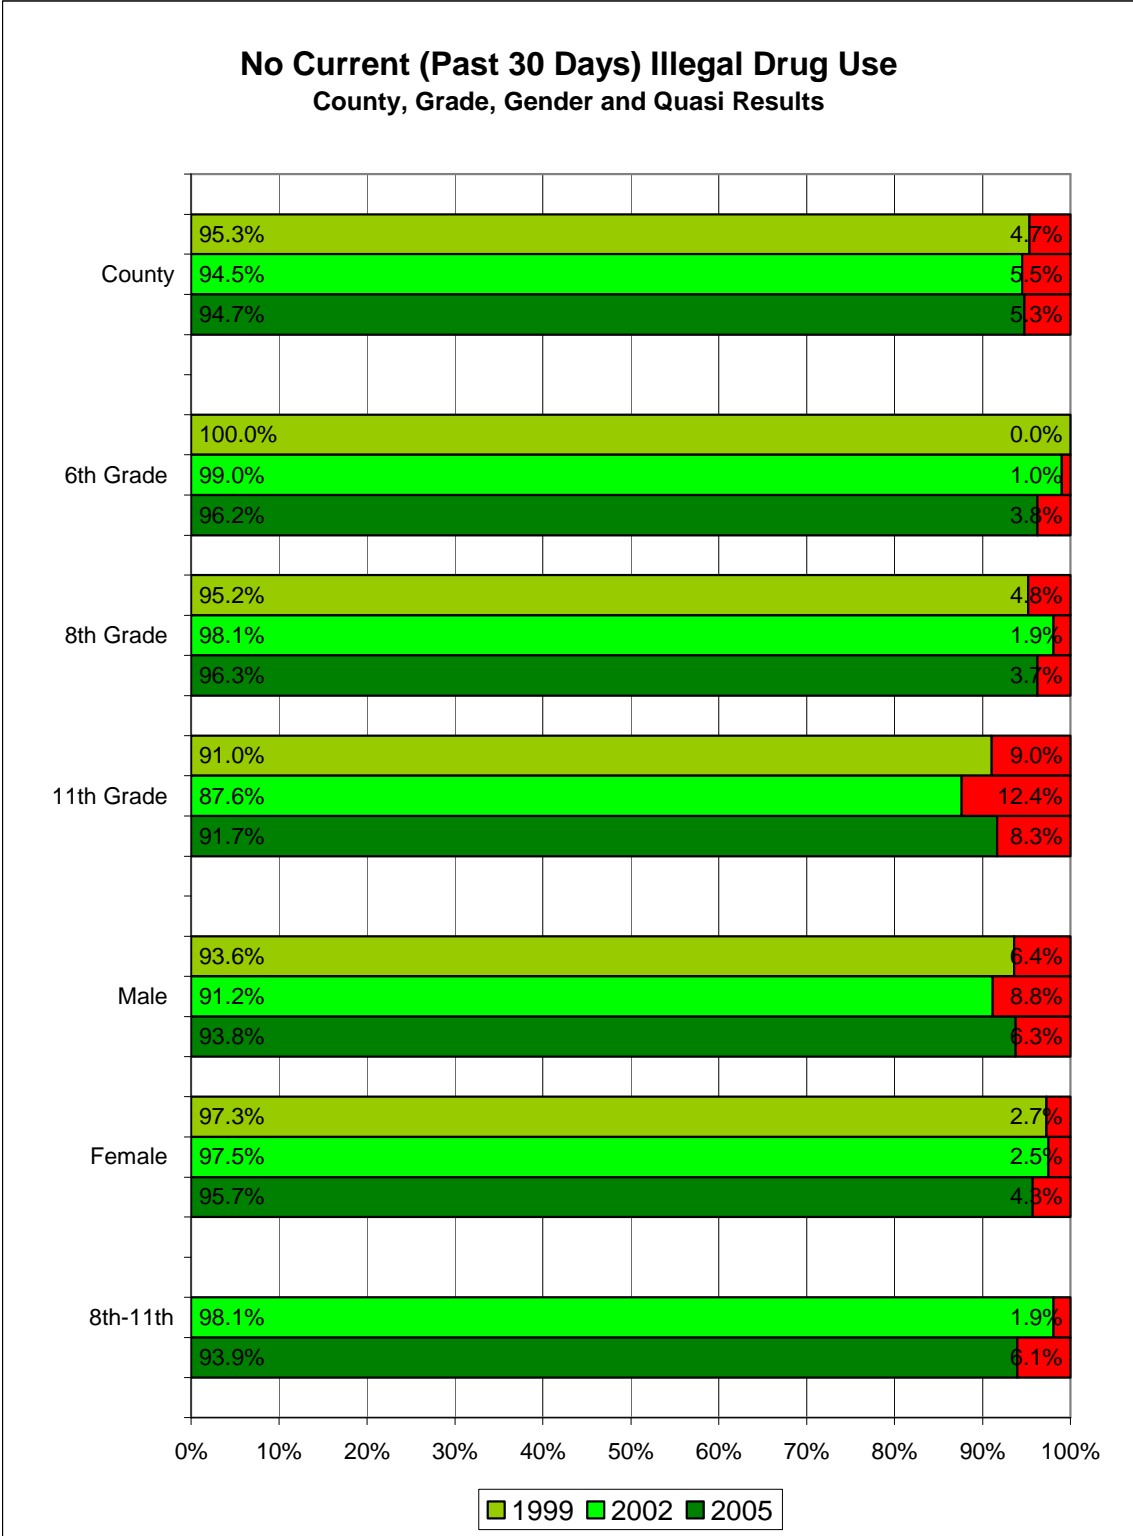 No Current (Past 30 Days) Illegal Drug Use
County, Grade, Gender and Quasi Results
95.3% 4.7%
County 94.5% 5.5%
94.7% 5.3%
100.0% 0.0%
6th Grade 99.0% 1.0%
96.2% 3.8%
95.2% 4.8%
8th Grade 98.1% 1.9%
96.3% 3.7%
91.0% 9.0%
11th Grade 87.6% 12.4%
91.7% 8.3%
93.6% 6.4%
Male 91.2% 8.8%
93.8% 6.3%
97.3% 2.7%
Female 97.5% 2.5%
95.7% 4.3%
8th-11th 98.1% 1.9%
93.9% 6.1%
0% 10% 20% 30% 40% 50% 60% 70% 80% 90% 100%
1999 2002 2005